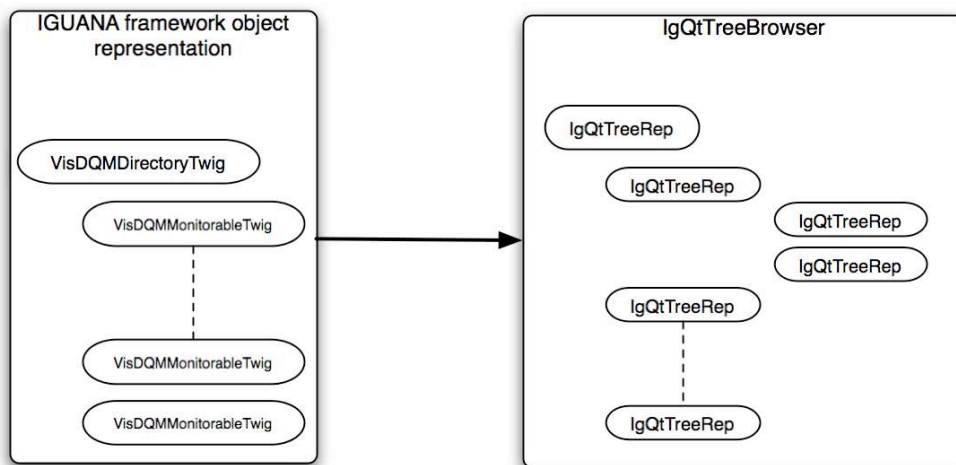 IGUANA framework object
representation
VisDQMDirectoryTwig
VisDQMMonitorableTwig
VisDQMMonitorableTwig
VisDQMMonitorableTwig
IgQtTreeBrowser
IgQtTreeRep
IgQtTreeRep
IgQtTreeRep
IgQtTreeRep
IgQtTreeRep
IgQtTreeRep